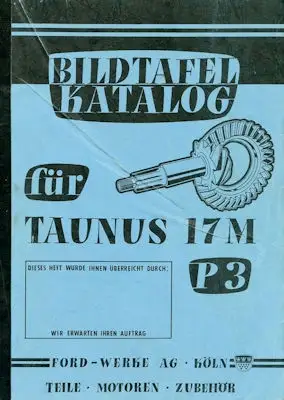 BILDTAFEL
KATALOG
für
TAUNUS 17M
P3
DIESES HEFT WURDE IHNEN ÜBERREICHT DURCH:
WIR ERWARTEN IHREN AUFTRAG
FORD-WERKE AG · KÖLN
TEILE · MOTOREN · ZUBEHÖR